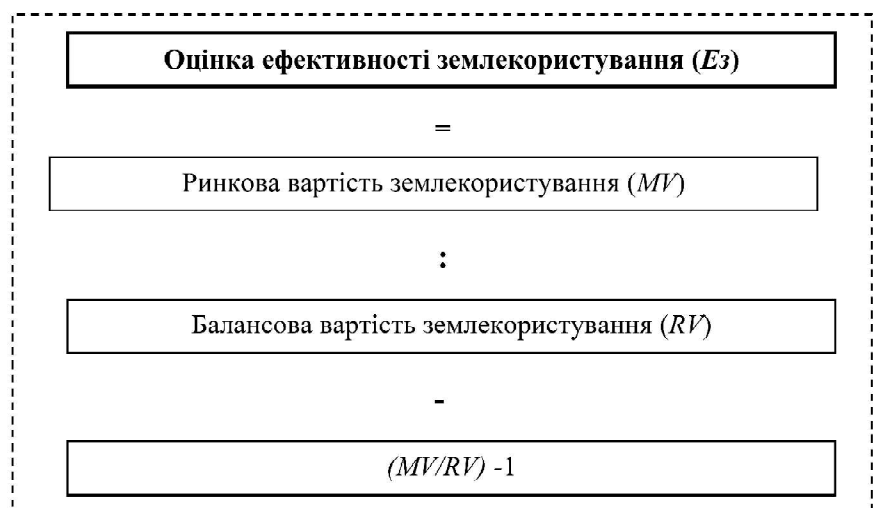 Оцінка ефективності землекористування (Ез)
=
Ринкова вартість землекористування (MV)
:
Балансова вартість землекористування (RV)
-
(MV/RV) -1